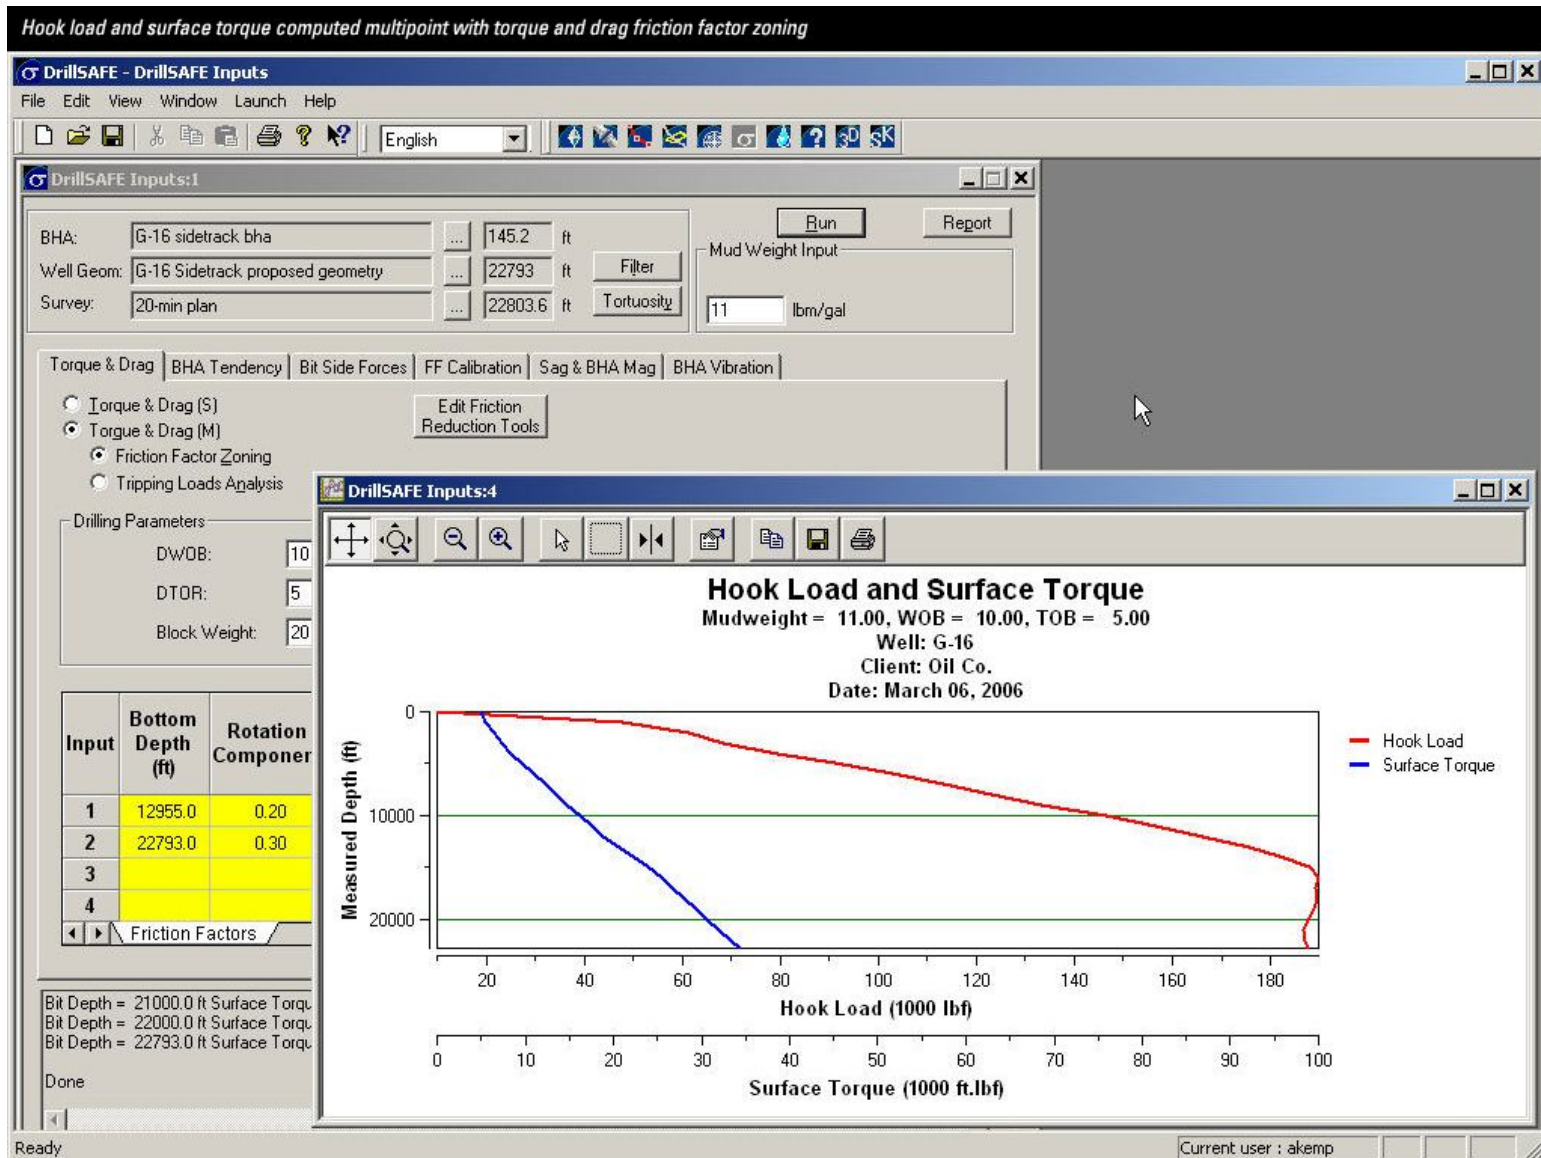 Hook load and surface torque computed multipoint with torque and drag friction factor zoning
DrillSAFE - DrillSAFE Inputs
File Edit View Window Launch Help
English
3D SK
DrillSAFE Inputs:1
BHA: G-16 sidetrack bha ... 145.2 ft
Well Geom: G-16 Sidetrack proposed geometry ... 22793 ft Filter
Survey: 20-min plan ... 22803.6 ft Tortuosity
Run Report
Mud Weight Input
11 lbm/gal
Torque & Drag BHA Tendency Bit Side Forces FF Calibration Sag & BHA Mag BHA Vibration
Torque & Drag (S)
Torque & Drag (M)
Friction Factor Zoning
Tripping Loads Analysis
Edit Friction
Reduction Tools
Drilling Parameters
DWOB: 10
DTOR: 5
Block Weight: 20
Input Bottom Depth (ft) Rotation Componen
1 12955.0 0.20
2 22793.0 0.30
3
4
Friction Factors
Bit Depth = 21000.0 ft Surface Torqu
Bit Depth = 22000.0 ft Surface Torqu
Bit Depth = 22793.0 ft Surface Torqu
Done
DrillSAFE Inputs:4
Hook Load and Surface Torque
Mudweight = 11.00, WOB = 10.00, TOB = 5.00
Well: G-16
Client: Oil Co.
Date: March 06, 2006
Measured Depth (ft)
0
10000
20000
Hook Load
Surface Torque
20 40 60 80 100 120 140 160 180
Hook Load (1000 lbf)
0 10 20 30 40 50 60 70 80 90 100
Surface Torque (1000 ft.lbf)
Ready
Current user : akemp